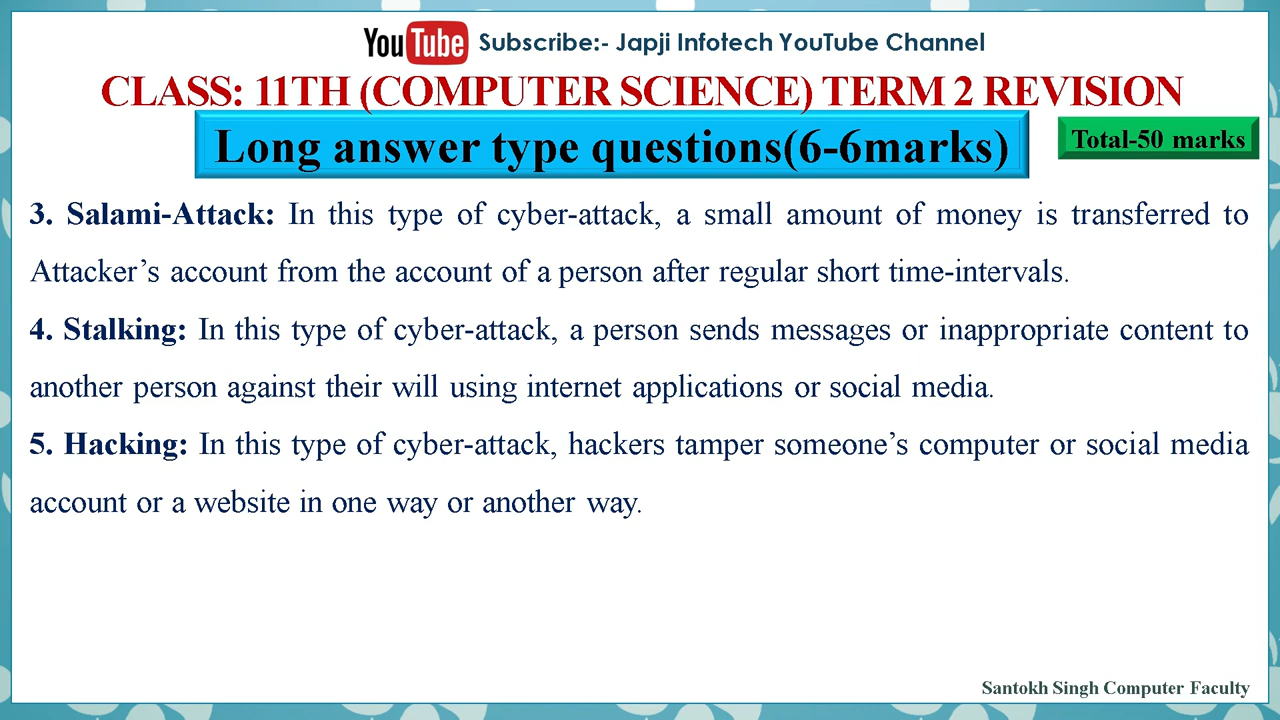 YouTube Subscribe:- Japji Infotech YouTube Channel
CLASS: 11TH (COMPUTER SCIENCE) TERM 2 REVISION
Long answer type questions(6-6marks)
Total-50 marks
3. Salami-Attack: In this type of cyber-attack, a small amount of money is transferred to
Attacker’s account from the account of a person after regular short time-intervals.
4. Stalking: In this type of cyber-attack, a person sends messages or inappropriate content to
another person against their will using internet applications or social media.
5. Hacking: In this type of cyber-attack, hackers tamper someone’s computer or social media
account or a website in one way or another way.
Santokh Singh Computer Faculty